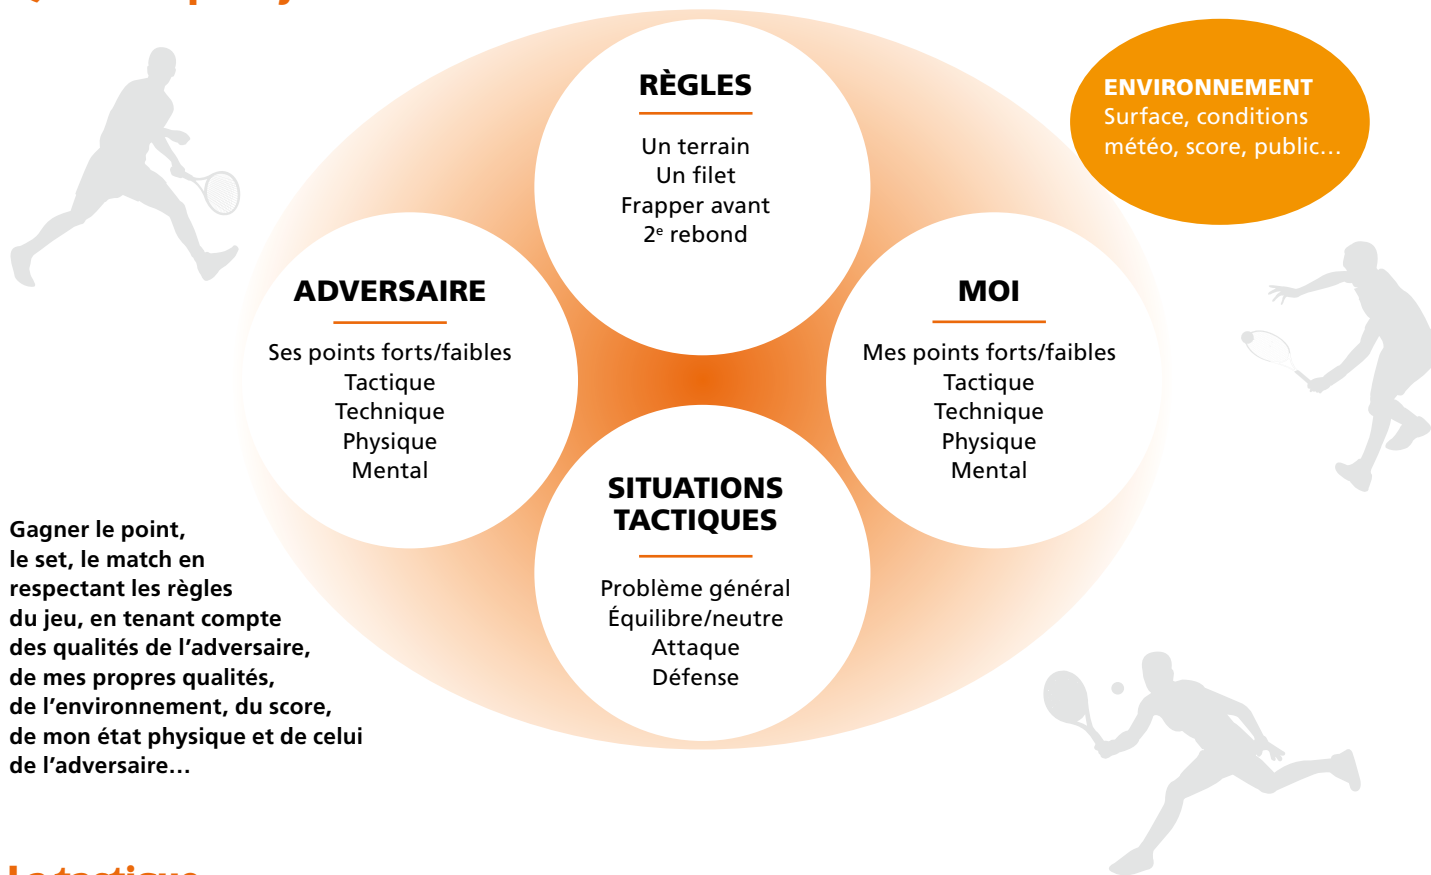 RÈGLES
Un terrain
Un filet
Frapper avant
2ᵉ rebond
ENVIRONNEMENT
Surface, conditions
météo, score, public…
ADVERSAIRE
Ses points forts/faibles
Tactique
Technique
Physique
Mental
MOI
Mes points forts/faibles
Tactique
Technique
Physique
Mental
SITUATIONS
TACTIQUES
Problème général
Équilibre/neutre
Attaque
Défense
Gagner le point,
le set, le match en
respectant les règles
du jeu, en tenant compte
des qualités de l’adversaire,
de mes propres qualités,
de l’environnement, du score,
de mon état physique et de celui
de l’adversaire…
La tactique